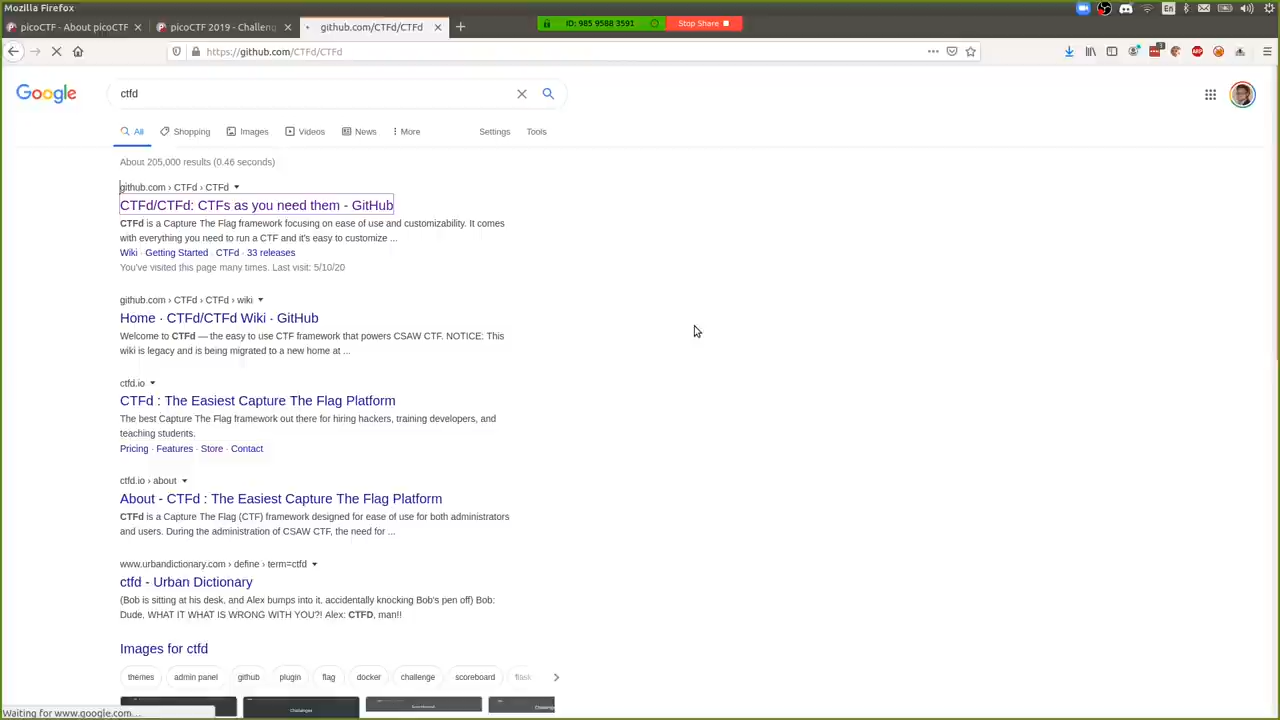 Mozilla Firefox
picoCTF - About picoCTF
picoCTF 2019 - Challeng
github.com/CTFd/CTFd
ID: 985 9588 3591
Stop Share
En
https://github.com/CTFd/CTFd
ABP
Google
ctfd
All
Shopping
Images
Videos
News
More
Settings
Tools
About 205,000 results (0.46 seconds)
github.com › CTFd › CTFd
CTFd/CTFd: CTFs as you need them - GitHub
CTFd is a Capture The Flag framework focusing on ease of use and customizability. It comes
with everything you need to run a CTF and it's easy to customize ...
Wiki · Getting Started · CTFd · 33 releases
You've visited this page many times. Last visit: 5/10/20
github.com › CTFd › CTFd › wiki
Home · CTFd/CTFd Wiki · GitHub
Welcome to CTFd — the easy to use CTF framework that powers CSAW CTF. NOTICE: This
wiki is legacy and is being migrated to a new home at ...
ctfd.io
CTFd : The Easiest Capture The Flag Platform
The best Capture The Flag framework out there for hiring hackers, training developers, and
teaching students.
Pricing · Features · Store · Contact
ctfd.io › about
About - CTFd : The Easiest Capture The Flag Platform
CTFd is a Capture The Flag (CTF) framework designed for ease of use for both administrators
and users. During the administration of CSAW CTF, the need for ...
www.urbandictionary.com › define › term=ctfd
ctfd - Urban Dictionary
(Bob is sitting at his desk, and Alex bumps into it, accidentally knocking Bob's pen off) Bob:
Dude, WHAT IT WHAT IS WRONG WITH YOU?! Alex: CTFD, man!!
Images for ctfd
themes
admin panel
github
plugin
flag
docker
challenge
scoreboard
Challenges
Scoreboard
Waiting for www.google.com…